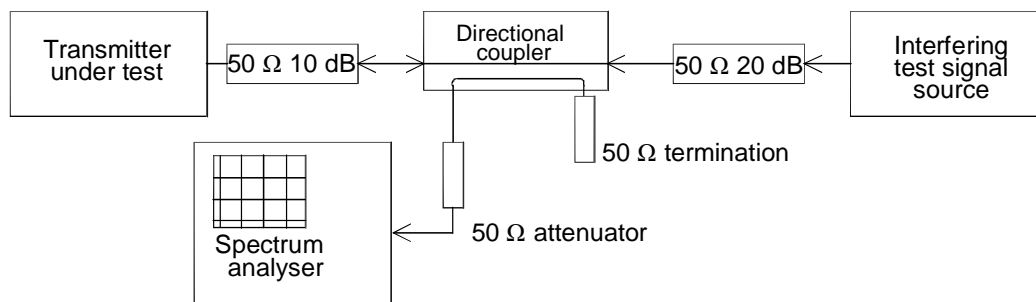 Transmitter
under test
50 Ω 10 dB
Directional
coupler
50 Ω 20 dB
Interfering
test signal
source
50 Ω termination
50 Ω attenuator
Spectrum
analyser